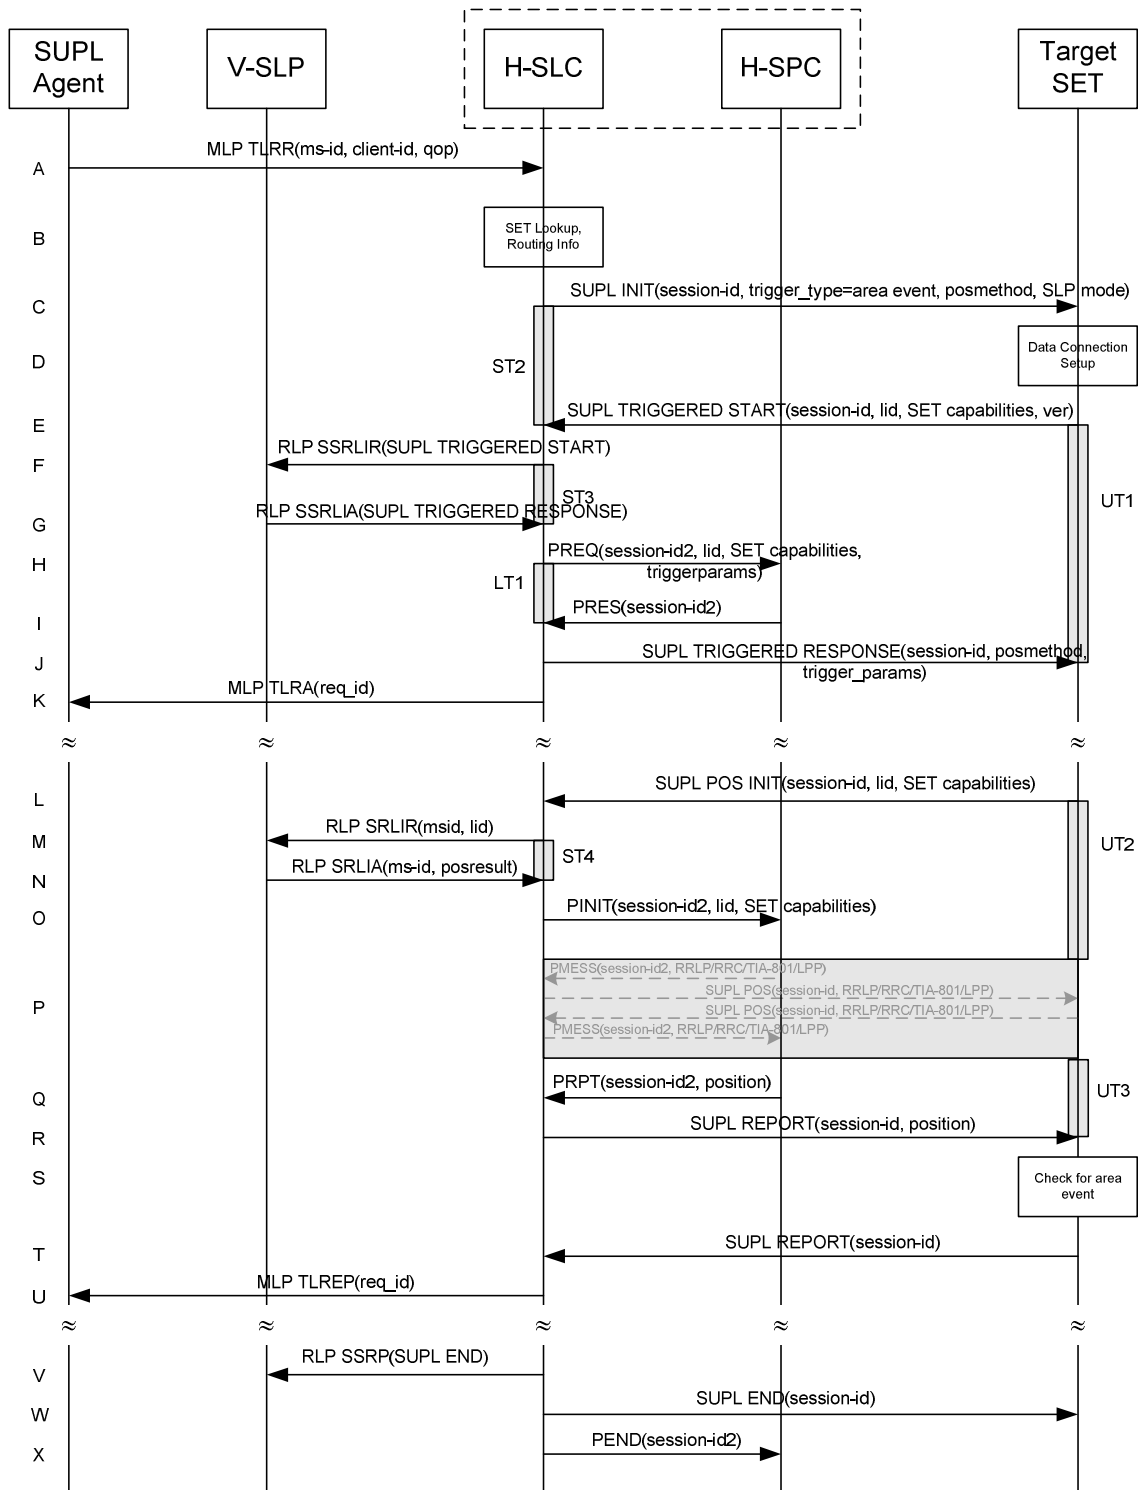 SUPL
Agent
V-SLP
H-SLC
H-SPC
Target
SET
A
MLP TLRR(ms-id, client-id, qop)
B
SET Lookup,
Routing Info
C
SUPL INIT(session-id, trigger_type=area event, posmethod, SLP mode)
D
ST2
Data Connection
Setup
E
SUPL TRIGGERED START(session-id, lid, SET capabilities, ver)
F
RLP SSRLIR(SUPL TRIGGERED START)
ST3
UT1
G
RLP SSRLIA(SUPL TRIGGERED RESPONSE)
H
PREQ(session-id2, lid, SET capabilities,
triggerparams)
LT1
I
PRES(session-id2)
J
SUPL TRIGGERED RESPONSE(session-id, posmethod,
trigger_params)
K
MLP TLRA(req_id)
≈ ≈ ≈ ≈ ≈
L
SUPL POS INIT(session-id, lid, SET capabilities)
M
RLP SRLIR(msid, lid)
ST4
UT2
N
RLP SRLIA(ms-id, posresult)
O
PINIT(session-id2, lid, SET capabilities)
PMESS(session-id2, RRLP/RRC/TIA-801/LPP)
SUPL POS(session-id, RRLP/RRC/TIA-801/LPP)
P
SUPL POS(session-id, RRLP/RRC/TIA-801/LPP)
PMESS(session-id2, RRLP/RRC/TIA-801/LPP)
Q
PRPT(session-id2, position)
UT3
R
SUPL REPORT(session-id, position)
S
Check for area
event
T
SUPL REPORT(session-id)
U
MLP TLREP(req_id)
≈ ≈ ≈ ≈ ≈
V
RLP SSRP(SUPL END)
W
SUPL END(session-id)
X
PEND(session-id2)